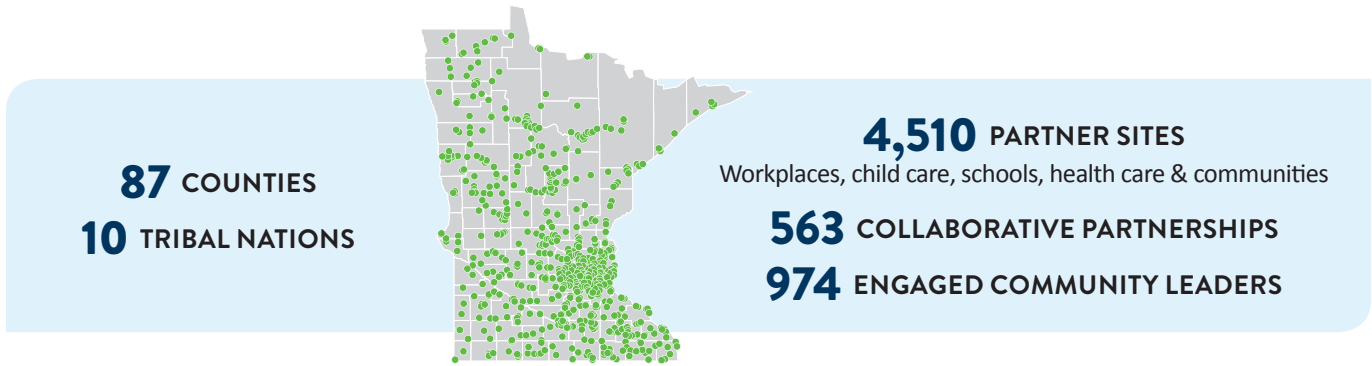 87 COUNTIES
10 TRIBAL NATIONS
4,510 PARTNER SITES
Workplaces, child care, schools, health care & communities
563 COLLABORATIVE PARTNERSHIPS
974 ENGAGED COMMUNITY LEADERS